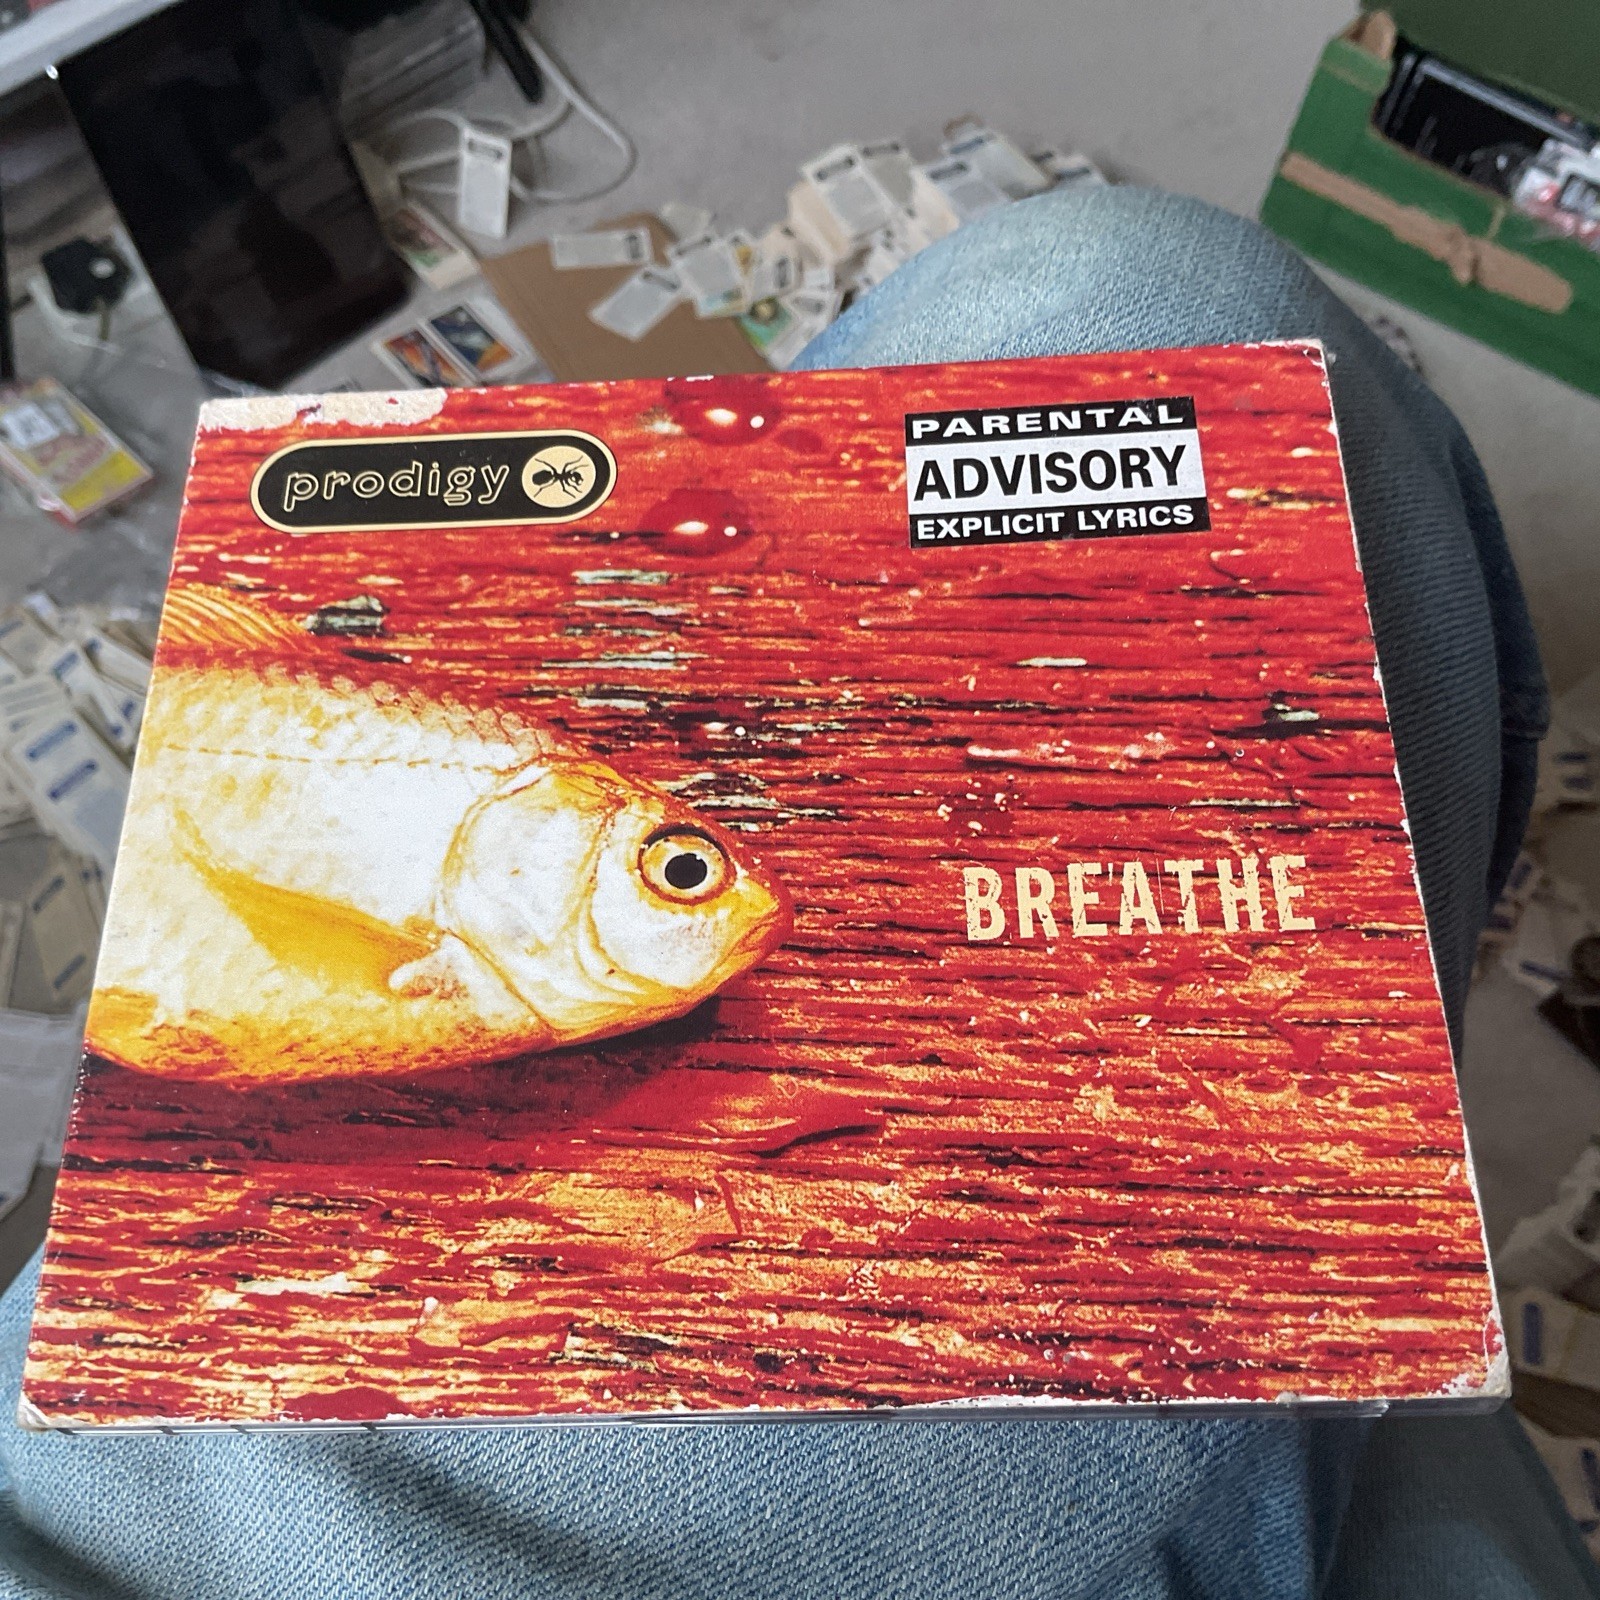 prodigy
PARENTAL
ADVISORY
EXPLICIT LYRICS
BREATHE